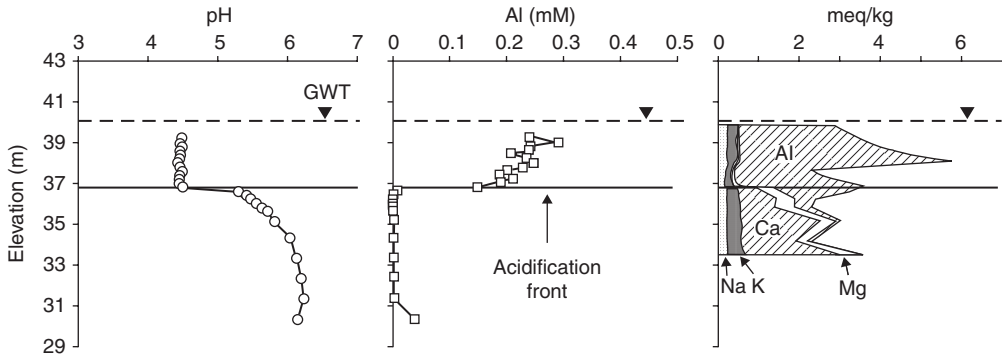 pH
Al (mM)
meq/kg
3 4 5 6 7
0 0.1 0.2 0.3 0.4 0.5
0 2 4 6
Elevation (m)
43
41
39
37
35
33
31
29
GWT
Acidification
front
Al
Ca
Na K
Mg